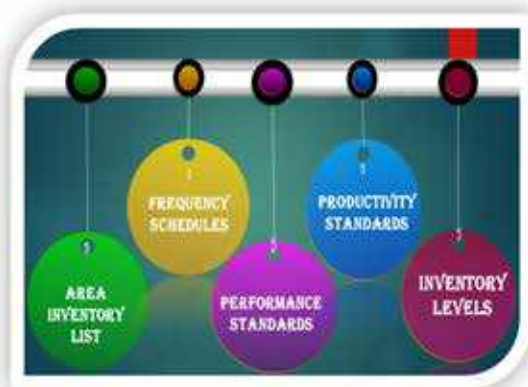 AREA
INVENTORY
LIST
FREQUENCY
SCHEDULES
PERFORMANCE
STANDARDS
PRODUCTIVITY
STANDARDS
INVENTORY
LEVELS